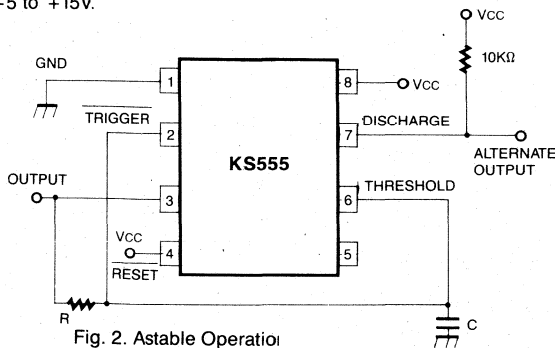 -5 to +15V.
VCC
10KΩ
GND
1
8
VCC
TRIGGER
2
7
DISCHARGE
ALTERNATE
OUTPUT
KS555
OUTPUT
3
6
THRESHOLD
VCC
4
RESET
5
R
C
Fig. 2. Astable Operation